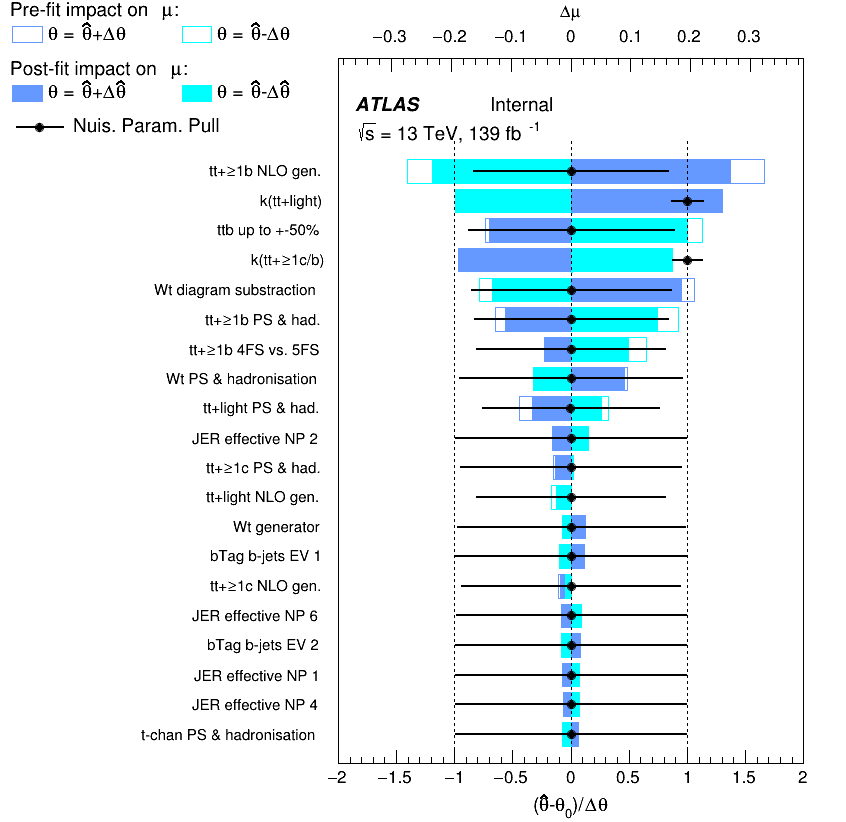 Pre-fit impact on μ:
θ = θ̂+Δθ θ = θ̂-Δθ
Post-fit impact on μ:
θ = θ̂+Δθ̂ θ = θ̂-Δθ̂
Nuis. Param. Pull
Δμ
−0.3 −0.2 −0.1 0 0.1 0.2 0.3
ATLAS Internal
√s = 13 TeV, 139 fb -1
tt+≥1b NLO gen.
k(tt+light)
ttb up to +-50%
k(tt+≥1c/b)
Wt diagram substraction
tt+≥1b PS & had.
tt+≥1b 4FS vs. 5FS
Wt PS & hadronisation
tt+light PS & had.
JER effective NP 2
tt+≥1c PS & had.
tt+light NLO gen.
Wt generator
bTag b-jets EV 1
tt+≥1c NLO gen.
JER effective NP 6
bTag b-jets EV 2
JER effective NP 1
JER effective NP 4
t-chan PS & hadronisation
−2 −1.5 −1 −0.5 0 0.5 1 1.5 2
(θ̂-θ₀)/Δθ